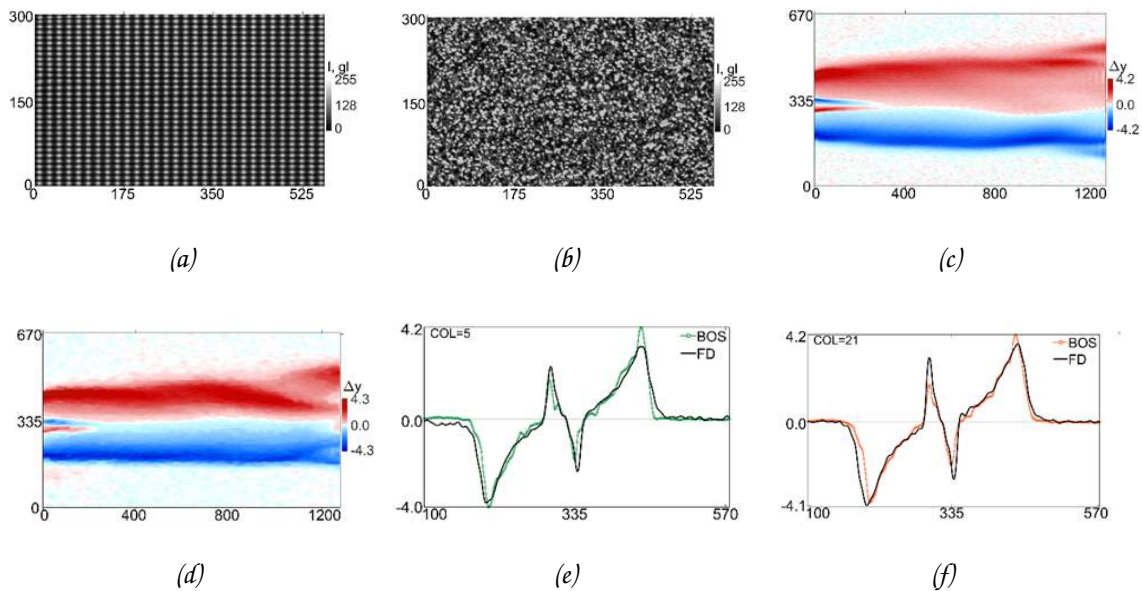 300
150
0
0 175 350 525
I, gl
255
128
0
(a)
300
150
0
0 175 350 525
I, gl
255
128
0
(b)
670
335
0
400 800 1200
0
Δy
4.2
0.0
-4.2
(c)
670
335
0
0 400 800 1200
Δy
4.3
0.0
-4.3
(d)
4.2
0.0
-4.0
100 335 570
COL=5
BOS
FD
(e)
4.2
0.0
-4.1
100 335 570
COL=21
BOS
FD
(f)